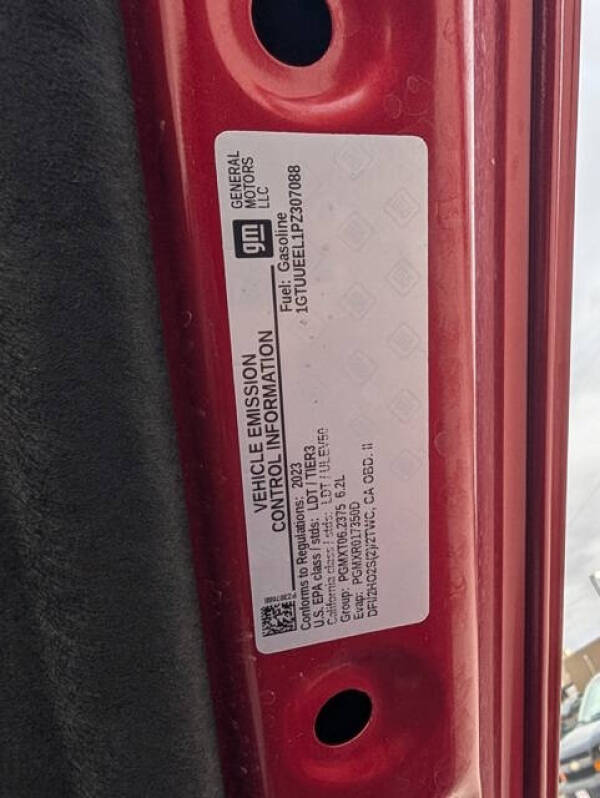 gm
GENERAL
MOTORS
LLC
VEHICLE EMISSION
CONTROL INFORMATION
Fuel: Gasoline
1GTUUEEL1PZ307088
Conforms to Regulations: 2023
U.S. EPA class / stds: LDT / TIER3
California class / stds: LDT / ULEV50
Group: PGMXT06.2375 6.2L
Evap: PGMXR017350D
DFI/2HO2S(2)/2TWC, CA OBD. II